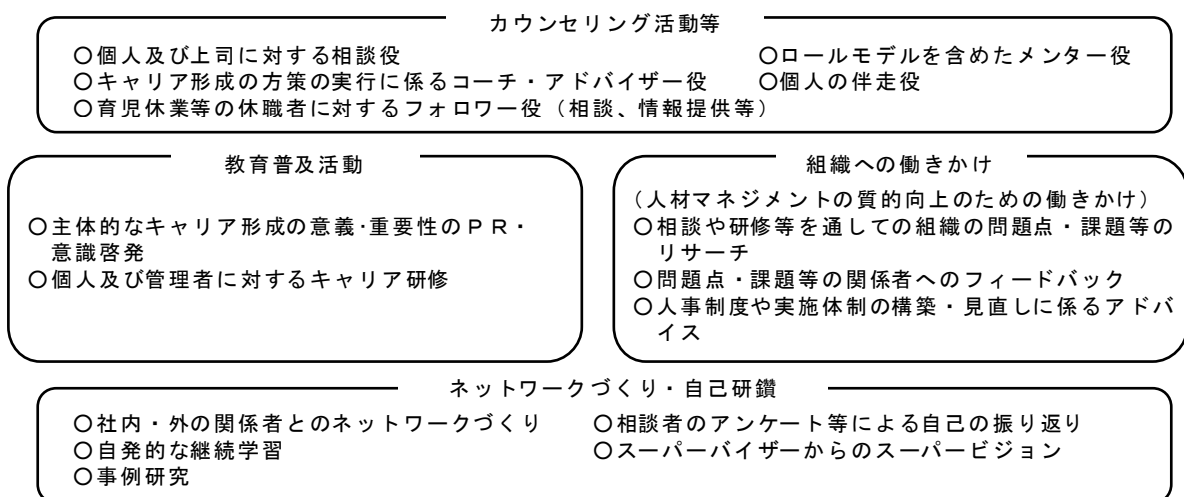 カウンセリング活動等
〇個人及び上司に対する相談役
〇ロールモデルを含めたメンター役
〇キャリア形成の方策の実行に係るコーチ・アドバイザー役
〇個人の伴走役
〇育児休業等の休職者に対するフォロワー役（相談、情報提供等）
教育普及活動
〇主体的なキャリア形成の意義・重要性のＰＲ・
意識啓発
〇個人及び管理者に対するキャリア研修
組織への働きかけ
（人材マネジメントの質的向上のための働きかけ）
〇相談や研修等を通しての組織の問題点・課題等の
リサーチ
〇問題点・課題等の関係者へのフィードバック
〇人事制度や実施体制の構築・見直しに係るアドバ
イス
ネットワークづくり・自己研鑽
〇社内・外の関係者とのネットワークづくり
〇相談者のアンケート等による自己の振り返り
〇自発的な継続学習
〇スーパーバイザーからのスーパービジョン
〇事例研究